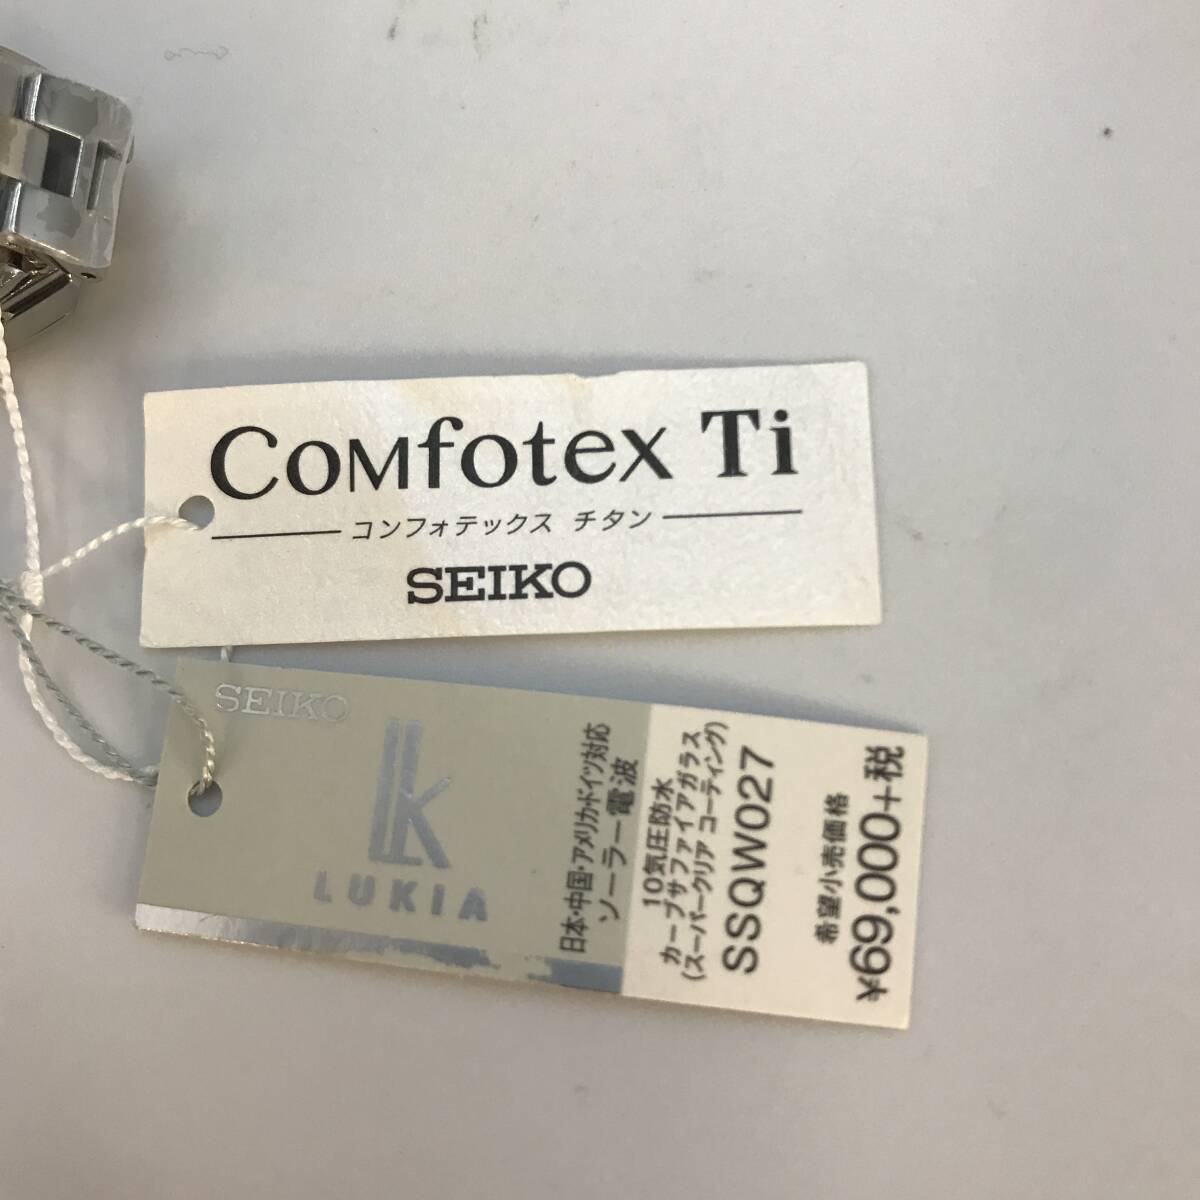 COMfotex Ti
コンフォテックス チタン
SEIKO
SEIKO
LK
LUKIA
日本・中国・アメリカ・ドイツ対応
ソーラー電波
10気圧防水
カーブサファイアガラス
(スーパークリア コーティング)
SSQW027
希望小売価格
¥69,000+税